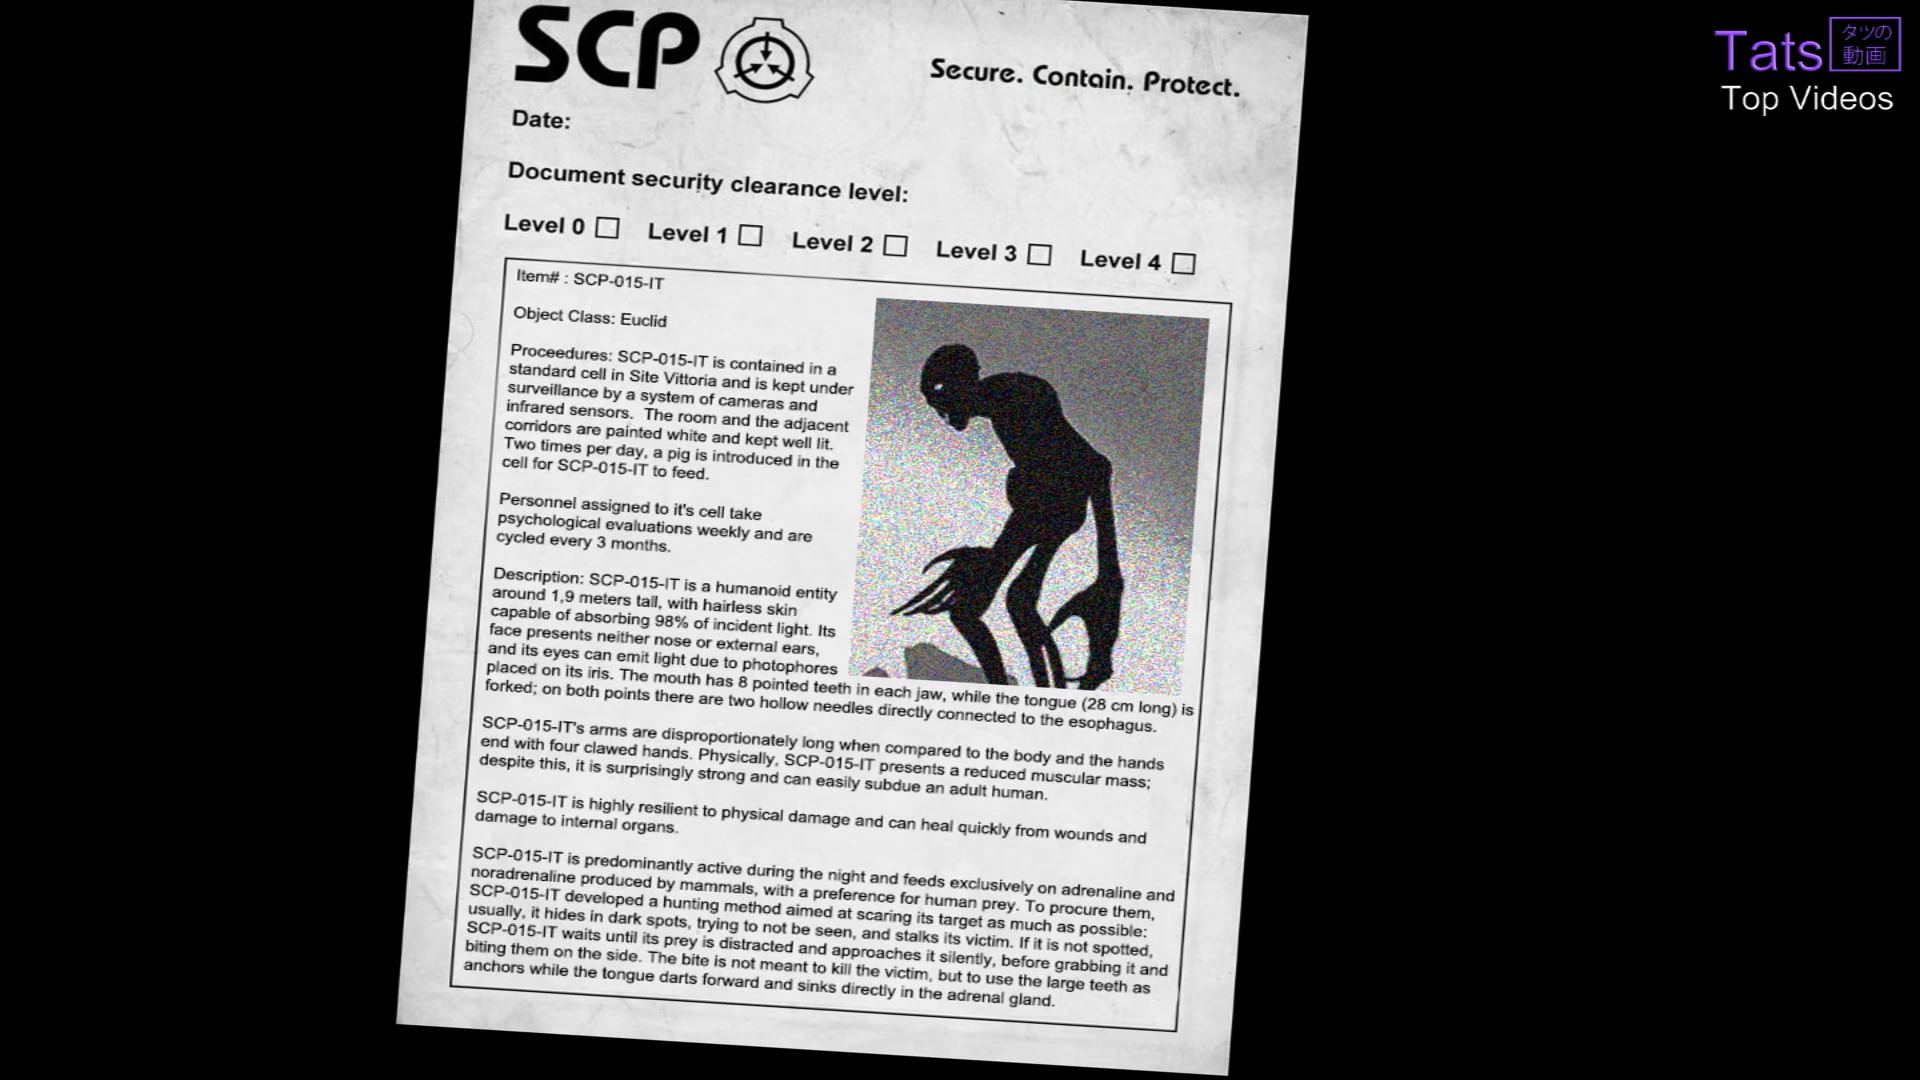 SCP
Secure. Contain. Protect.
Tats
タツの
動画
Top Videos
Date:
Document security clearance level:
Level 0 Level 1 Level 2 Level 3 Level 4
Item# : SCP-015-IT
Object Class: Euclid
Proceedures: SCP-015-IT is contained in a
standard cell in Site Vittoria and is kept under
surveillance by a system of cameras and
infrared sensors. The room and the adjacent
corridors are painted white and kept well lit.
Two times per day, a pig is introduced in the
cell for SCP-015-IT to feed.
Personnel assigned to it's cell take
psychological evaluations weekly and are
cycled every 3 months.
Description: SCP-015-IT is a humanoid entity
around 1,9 meters tall, with hairless skin
capable of absorbing 98% of incident light. Its
face presents neither nose or external ears,
and its eyes can emit light due to photophores
placed on its iris. The mouth has 8 pointed teeth in each jaw, while the tongue (28 cm long) is
forked; on both points there are two hollow needles directly connected to the esophagus.
SCP-015-IT's arms are disproportionately long when compared to the body and the hands
end with four clawed hands. Physically, SCP-015-IT presents a reduced muscular mass;
despite this, it is surprisingly strong and can easily subdue an adult human.
SCP-015-IT is highly resilient to physical damage and can heal quickly from wounds and
damage to internal organs.
SCP-015-IT is predominantly active during the night and feeds exclusively on adrenaline and
noradrenaline produced by mammals, with a preference for human prey. To procure them,
SCP-015-IT developed a hunting method aimed at scaring its target as much as possible:
usually, it hides in dark spots, trying to not be seen, and stalks its victim. If it is not spotted,
SCP-015-IT waits until its prey is distracted and approaches it silently, before grabbing it and
biting them on the side. The bite is not meant to kill the victim, but to use the large teeth as
anchors while the tongue darts forward and sinks directly in the adrenal gland.